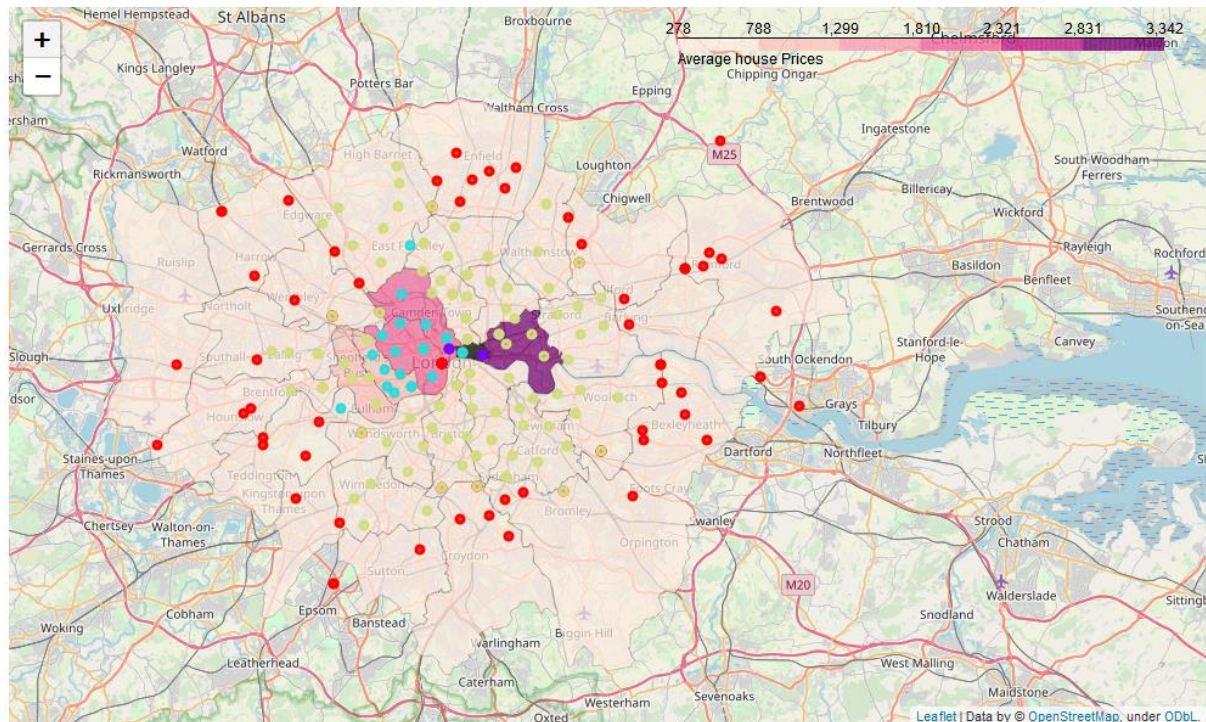 Hemel Hempstead
St Albans
Broxbourne
278 788 1,299 1,810 2,321 2,831 3,342
Average house Prices
+
−
Kings Langley
Potters Bar
Waltham Cross
Epping
Chipping Ongar
Chelmsford
Maldon
Watford
Rickmansworth
High Barnet
Enfield
Loughton
Chigwell
M25
Ingatestone
South Woodham
Ferrers
Billericay
Brentwood
Wickford
Edgware
Gerrards Cross
Ruislip
Harrow
East Finchley
Walthamstow
Romford
Rayleigh
Rochford
Basildon
Benfleet
Uxbridge
Northolt
Wembley
Camden Town
Stratford
Ilford
Barking
Southend-
on-Sea
Canvey
Stanford-le-
Hope
Slough
Southall
Ealing
London
South Ockendon
Brentford
Fulham
Woolwich
Grays
Tilbury
Hounslow
Wandsworth
Brixton
Lewisham
Bexleyheath
Catford
Dartford
Northfleet
Staines-upon-
Thames
Teddington
Wimbledon
Kingston upon
Thames
Bromley
Foots Cray
Swanley
Strood
Chertsey
Walton-on-
Thames
Croydon
Orpington
Chatham
Sutton
M20
Walderslade
Cobham
Epsom
Banstead
Biggin Hill
Snodland
Sitting
Woking
Leatherhead
Warlingham
West Malling
Caterham
Sevenoaks
Maidstone
Oxted
Westerham
Leaflet | Data by © OpenStreetMap, under ODbL.